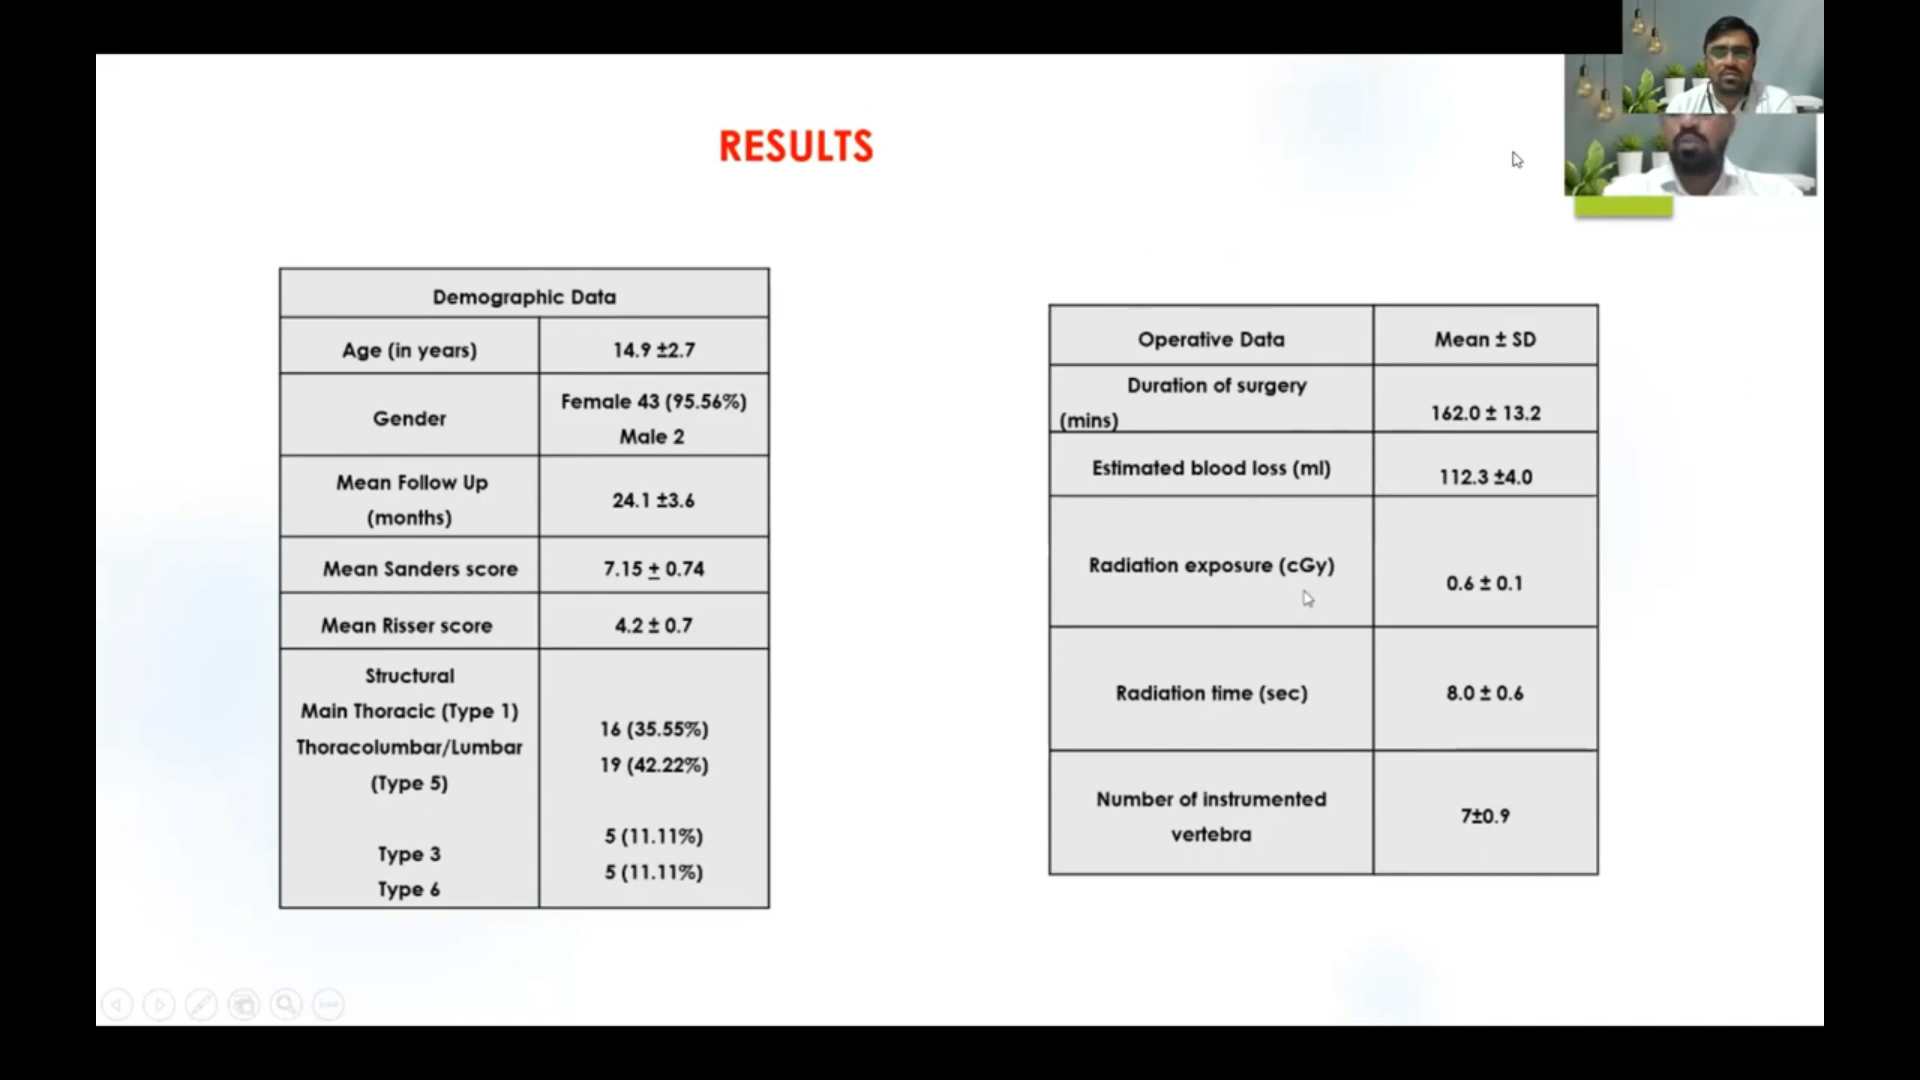 RESULTS
Demographic Data
Age (in years)
14.9 ±2.7
Gender
Female 43 (95.56%)
Male 2
Mean Follow Up
(months)
24.1 ±3.6
Mean Sanders score
7.15 ± 0.74
Mean Risser score
4.2 ± 0.7
Structural
Main Thoracic (Type 1)
Thoracolumbar/Lumbar
(Type 5)
Type 3
Type 6
16 (35.55%)
19 (42.22%)
5 (11.11%)
5 (11.11%)
Operative Data
Mean ± SD
Duration of surgery
(mins)
162.0 ± 13.2
Estimated blood loss (ml)
112.3 ±4.0
Radiation exposure (cGy)
0.6 ± 0.1
Radiation time (sec)
8.0 ± 0.6
Number of instrumented
vertebra
7±0.9